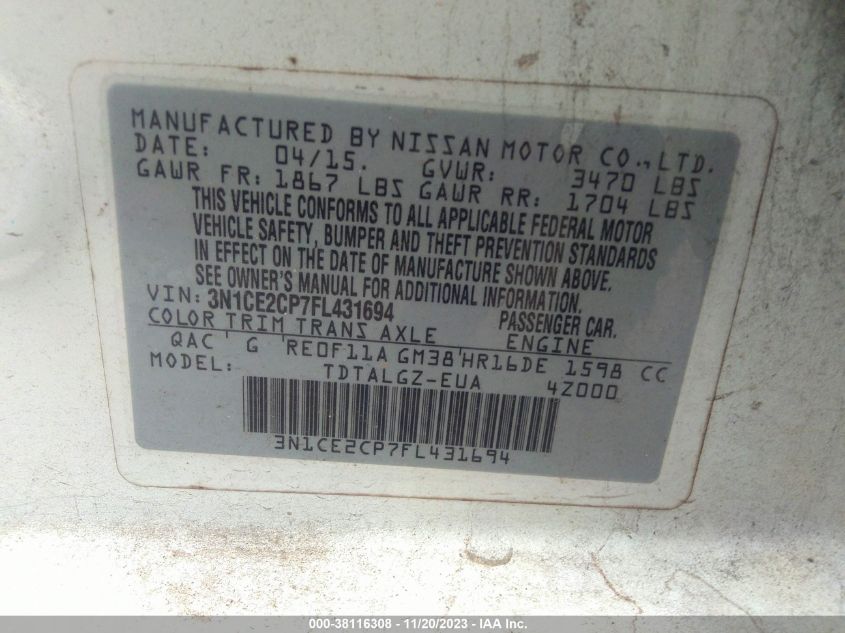 MANUFACTURED BY NISSAN MOTOR CO., LTD.
DATE: 04/15. GVWR: 3470 LBS
GAWR FR: 1867 LBS GAWR RR: 1704 LBS
THIS VEHICLE CONFORMS TO ALL APPLICABLE FEDERAL MOTOR
VEHICLE SAFETY, BUMPER AND THEFT PREVENTION STANDARDS
IN EFFECT ON THE DATE OF MANUFACTURE SHOWN ABOVE.
SEE OWNER'S MANUAL FOR ADDITIONAL INFORMATION.
VIN: 3N1CE2CP7FL431694 PASSENGER CAR.
COLOR TRIM TRANS AXLE ENGINE
QAC G RE0F11A GM38 HR16DE 1598 CC
MODEL: TDTALGZ-EUA 4Z000
3N1CE2CP7FL431694
000-38116308 - 11/20/2023 - IAA Inc.